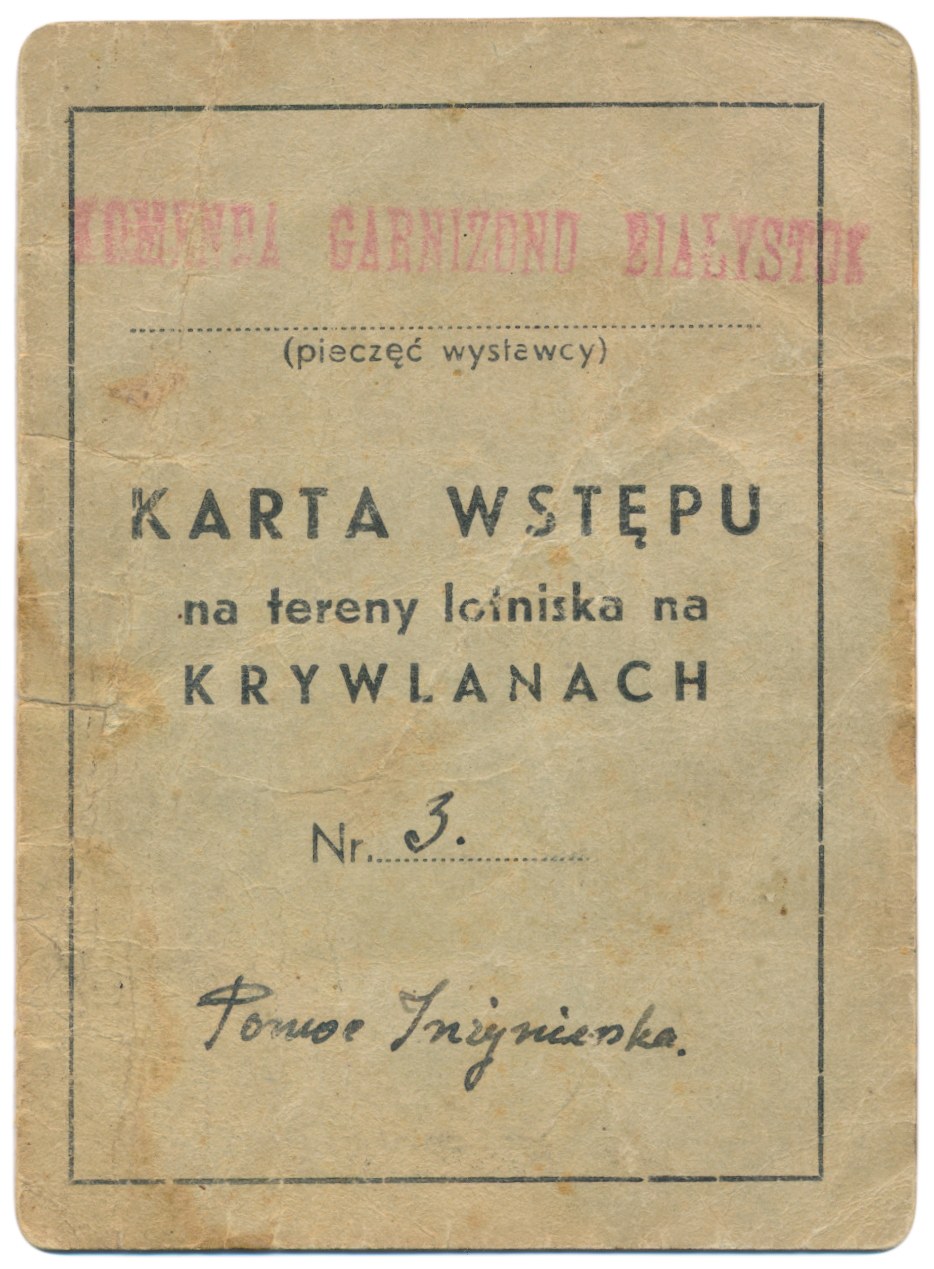 KOMENDA GARNIZONU BIAŁYSTOK
(pieczęć wystawcy)
KARTA WSTĘPU
na tereny lotniska na
KRYWLANACH
Nr. 3.
Pomoc Inżynierska.